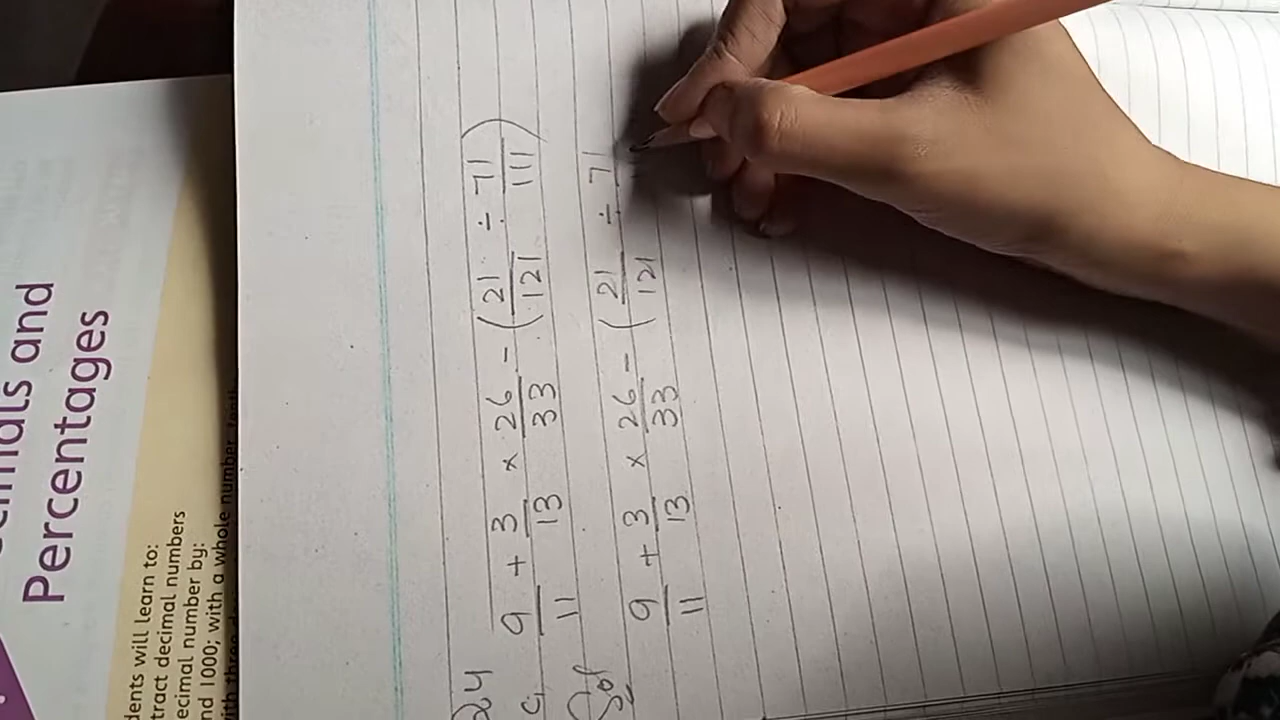 Percentages
dents will learn to:
tract decimal numbers
ecimal number by:
nd 1000; with a whole number
Q4
9/11 + 3/13 × 26/33 - (21/121 ÷ 71/111)
Sol
9/11 + 3/13 × 26/33 - (21/121 ÷ 71